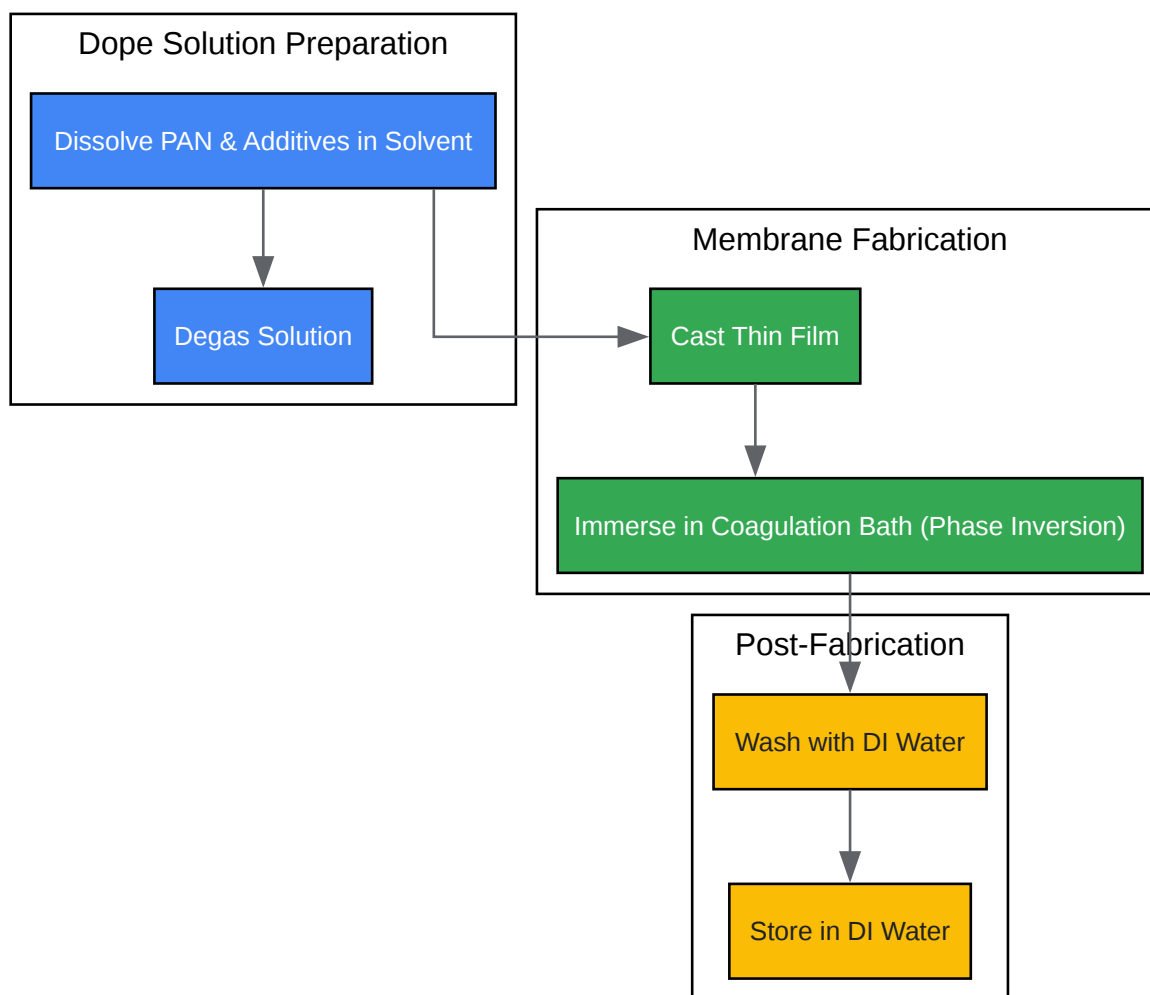 Dope Solution Preparation
Dissolve PAN & Additives in Solvent
Degas Solution
Membrane Fabrication
Cast Thin Film
Immerse in Coagulation Bath (Phase Inversion)
Post-Fabrication
Wash with DI Water
Store in DI Water